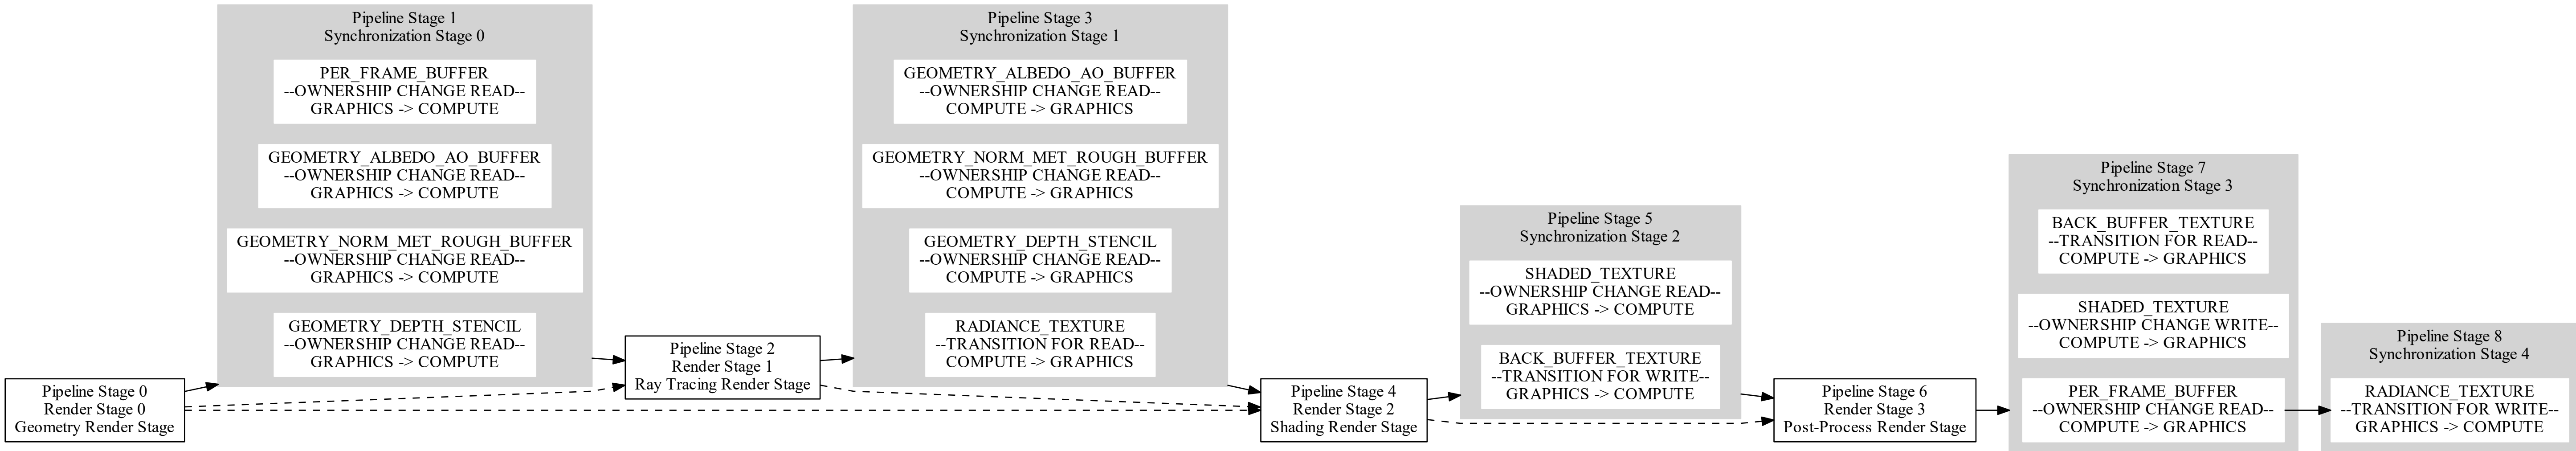 Pipeline Stage 0
Render Stage 0
Geometry Render Stage
Pipeline Stage 1
Synchronization Stage 0
PER_FRAME_BUFFER
--OWNERSHIP CHANGE READ--
GRAPHICS -> COMPUTE
GEOMETRY_ALBEDO_AO_BUFFER
--OWNERSHIP CHANGE READ--
GRAPHICS -> COMPUTE
GEOMETRY_NORM_MET_ROUGH_BUFFER
--OWNERSHIP CHANGE READ--
GRAPHICS -> COMPUTE
GEOMETRY_DEPTH_STENCIL
--OWNERSHIP CHANGE READ--
GRAPHICS -> COMPUTE
Pipeline Stage 2
Render Stage 1
Ray Tracing Render Stage
Pipeline Stage 3
Synchronization Stage 1
GEOMETRY_ALBEDO_AO_BUFFER
--OWNERSHIP CHANGE READ--
COMPUTE -> GRAPHICS
GEOMETRY_NORM_MET_ROUGH_BUFFER
--OWNERSHIP CHANGE READ--
COMPUTE -> GRAPHICS
GEOMETRY_DEPTH_STENCIL
--OWNERSHIP CHANGE READ--
COMPUTE -> GRAPHICS
RADIANCE_TEXTURE
--TRANSITION FOR READ--
COMPUTE -> GRAPHICS
Pipeline Stage 4
Render Stage 2
Shading Render Stage
Pipeline Stage 5
Synchronization Stage 2
SHADED_TEXTURE
--OWNERSHIP CHANGE READ--
GRAPHICS -> COMPUTE
BACK_BUFFER_TEXTURE
--TRANSITION FOR WRITE--
GRAPHICS -> COMPUTE
Pipeline Stage 6
Render Stage 3
Post-Process Render Stage
Pipeline Stage 7
Synchronization Stage 3
BACK_BUFFER_TEXTURE
--TRANSITION FOR READ--
COMPUTE -> GRAPHICS
SHADED_TEXTURE
--OWNERSHIP CHANGE WRITE--
COMPUTE -> GRAPHICS
PER_FRAME_BUFFER
--OWNERSHIP CHANGE READ--
COMPUTE -> GRAPHICS
Pipeline Stage 8
Synchronization Stage 4
RADIANCE_TEXTURE
--TRANSITION FOR WRITE--
GRAPHICS -> COMPUTE